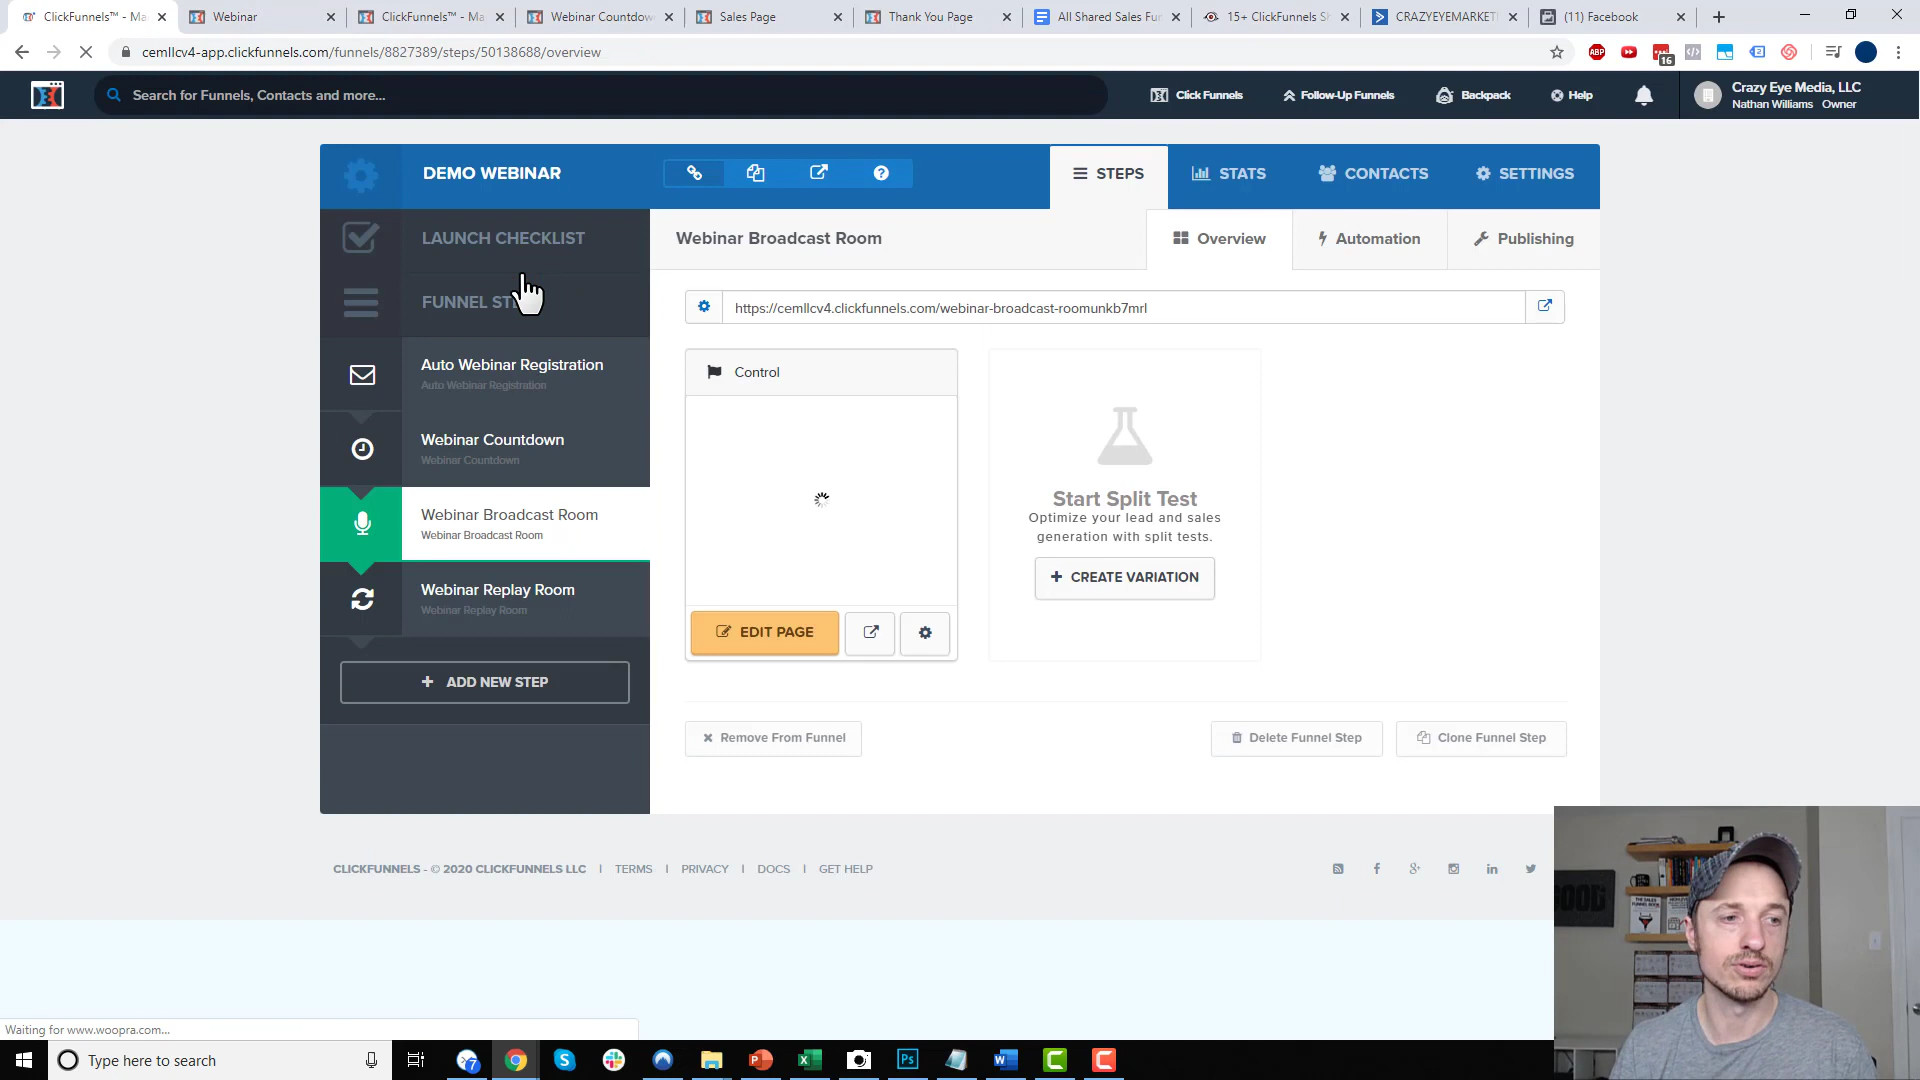 ClickFunnels™ - Ma
Webinar
ClickFunnels™ - Ma
Webinar Countdow
Sales Page
Thank You Page
All Shared Sales Fu
15+ ClickFunnels S
CRAZYEYEMARKET
(11) Facebook
cemllcv4-app.clickfunnels.com/funnels/8827389/steps/50138688/overview
ABP
16
Search for Funnels, Contacts and more...
Click Funnels
Follow-Up Funnels
Backpack
Help
Crazy Eye Media, LLC
Nathan Williams Owner
DEMO WEBINAR
STEPS
STATS
CONTACTS
SETTINGS
LAUNCH CHECKLIST
FUNNEL ST
Webinar Broadcast Room
Overview
Automation
Publishing
https://cemllcv4.clickfunnels.com/webinar-broadcast-roomunkb7mrl
Auto Webinar Registration
Auto Webinar Registration
Webinar Countdown
Webinar Countdown
Webinar Broadcast Room
Webinar Broadcast Room
Webinar Replay Room
Webinar Replay Room
+ ADD NEW STEP
Control
EDIT PAGE
Start Split Test
Optimize your lead and sales
generation with split tests.
+ CREATE VARIATION
Remove From Funnel
Delete Funnel Step
Clone Funnel Step
CLICKFUNNELS - © 2020 CLICKFUNNELS LLC | TERMS | PRIVACY | DOCS | GET HELP
Waiting for www.woopra.com...
Type here to search
7